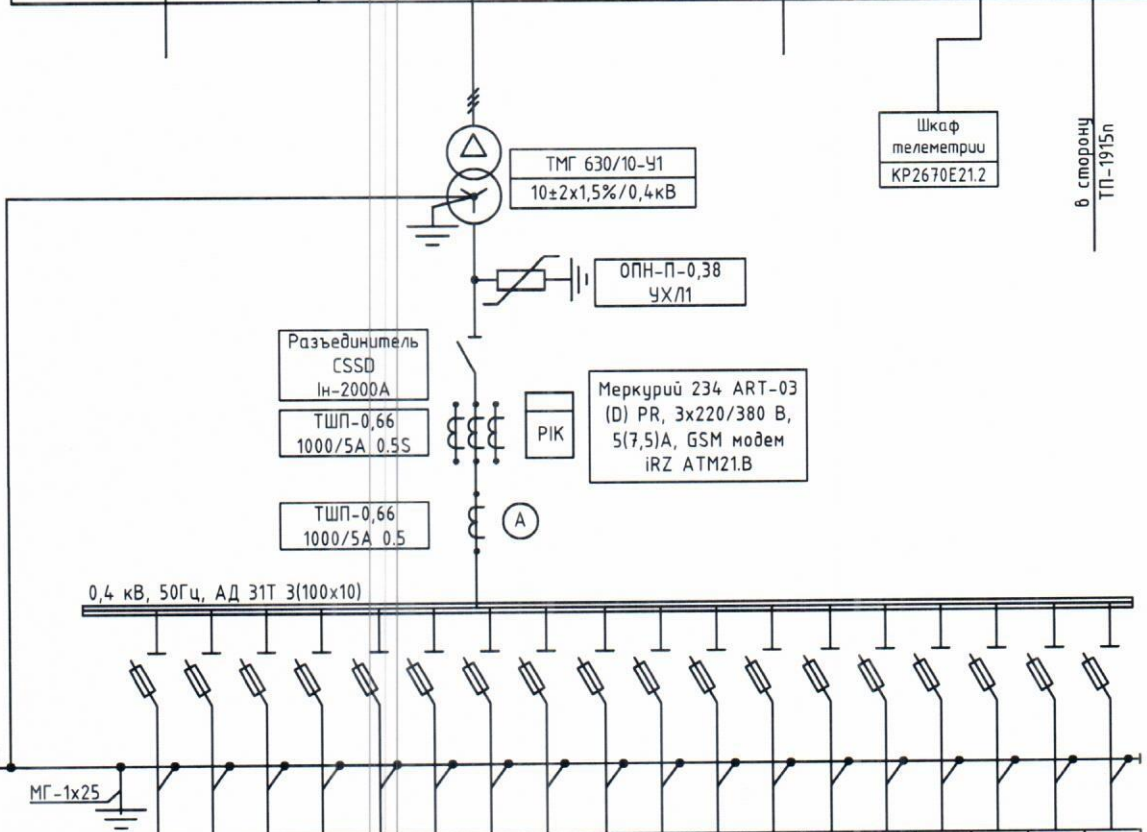 Шкаф
телеметрии
КР2670Е21.2
в сторону
ТП-1915п
ТМГ 630/10-У1
10±2х1,5%/0,4кВ
ОПН-П-0,38
УХЛ1
Разъединитель
CSSD
Iн-2000А
ТШП-0,66
1000/5А 0.5S
PIK
Меркурий 234 ART-03
(D) PR, 3х220/380 В,
5(7,5)А, GSM модем
iRZ ATM21.B
ТШП-0,66
1000/5А 0.5
А
0,4 кВ, 50Гц, АД 31Т 3(100х10)
МГ-1х25